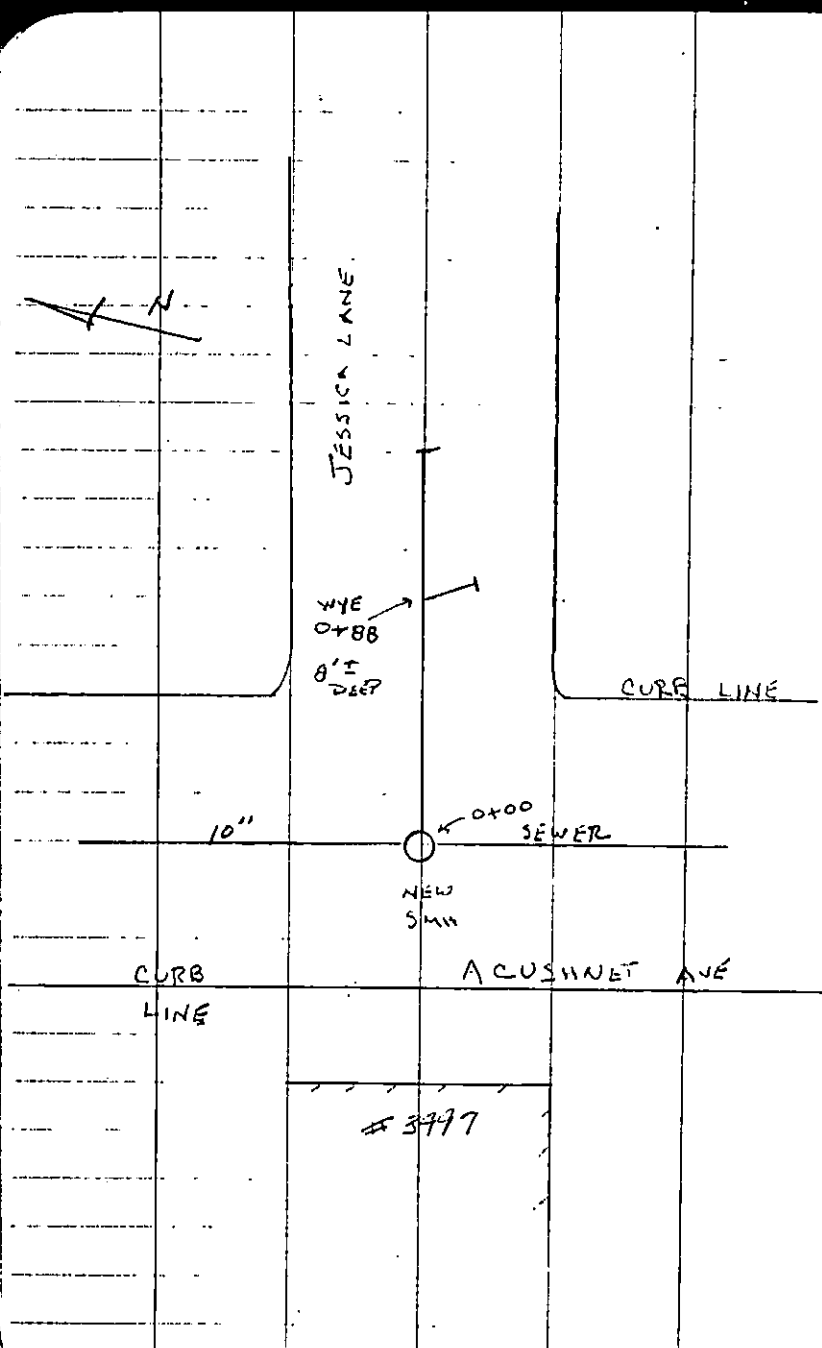 N
JESSICA LANE
WYE
0+88
8'±
DEEP
CURB LINE
10"
0+00
SEWER
NEW
SMH
CURB
LINE
ACUSHNET AVE
# 3997